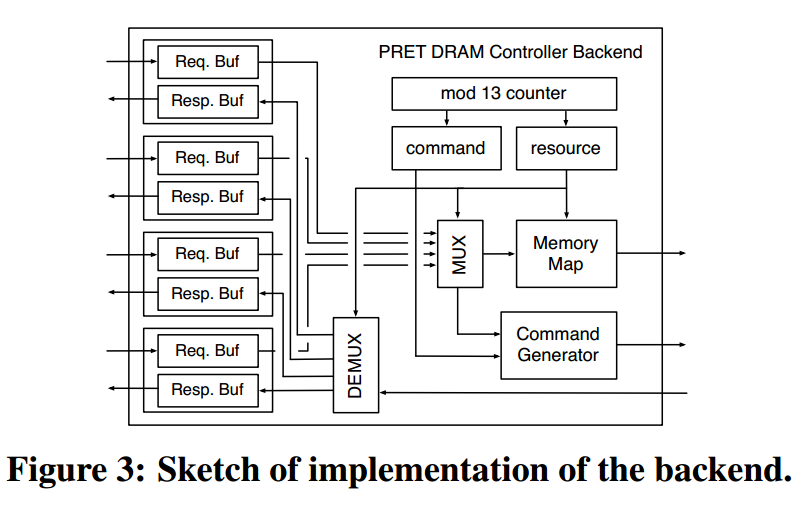 PRET DRAM Controller Backend
Req. Buf
Resp. Buf
mod 13 counter
command
resource
Req. Buf
Resp. Buf
Req. Buf
Resp. Buf
MUX
Memory
Map
Req. Buf
Resp. Buf
DEMUX
Command
Generator
Figure 3: Sketch of implementation of the backend.